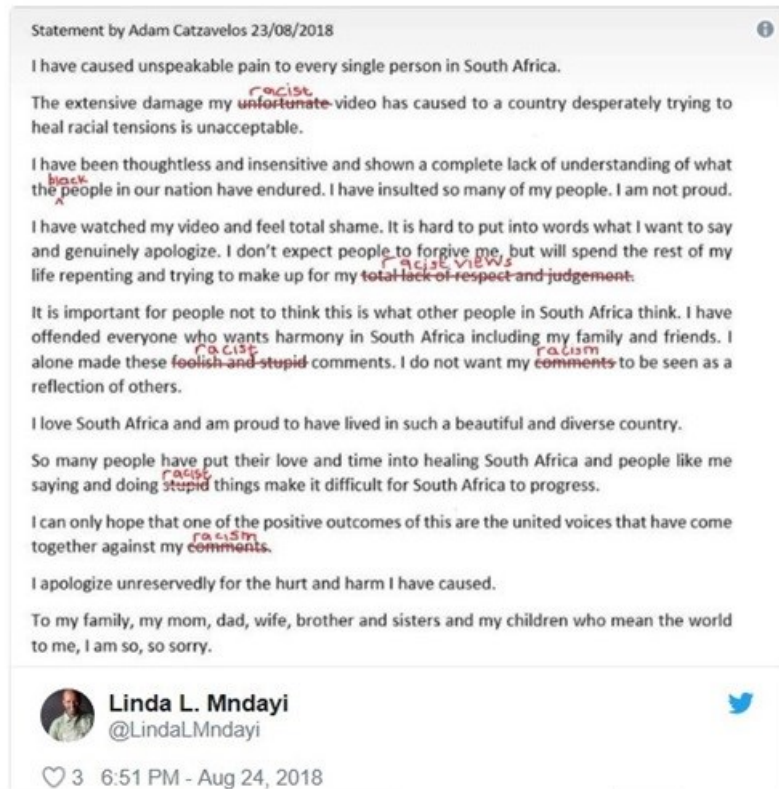 Statement by Adam Catzavelos 23/08/2018
I have caused unspeakable pain to every single person in South Africa.
racist
The extensive damage my unfortunate video has caused to a country desperately trying to
heal racial tensions is unacceptable.
I have been thoughtless and insensitive and shown a complete lack of understanding of what
black
the people in our nation have endured. I have insulted so many of my people. I am not proud.
I have watched my video and feel total shame. It is hard to put into words what I want to say
and genuinely apologize. I don't expect people to forgive me, but will spend the rest of my
racist views
life repenting and trying to make up for my total lack of respect and judgement.
It is important for people not to think this is what other people in South Africa think. I have
offended everyone who wants harmony in South Africa including my family and friends. I
racist racism
alone made these foolish and stupid comments. I do not want my comments to be seen as a
reflection of others.
I love South Africa and am proud to have lived in such a beautiful and diverse country.
So many people have put their love and time into healing South Africa and people like me
racist
saying and doing stupid things make it difficult for South Africa to progress.
I can only hope that one of the positive outcomes of this are the united voices that have come
racism
together against my comments.
I apologize unreservedly for the hurt and harm I have caused.
To my family, my mom, dad, wife, brother and sisters and my children who mean the world
to me, I am so, so sorry.
Linda L. Mndayi
@LindaLMndayi
3 6:51 PM - Aug 24, 2018